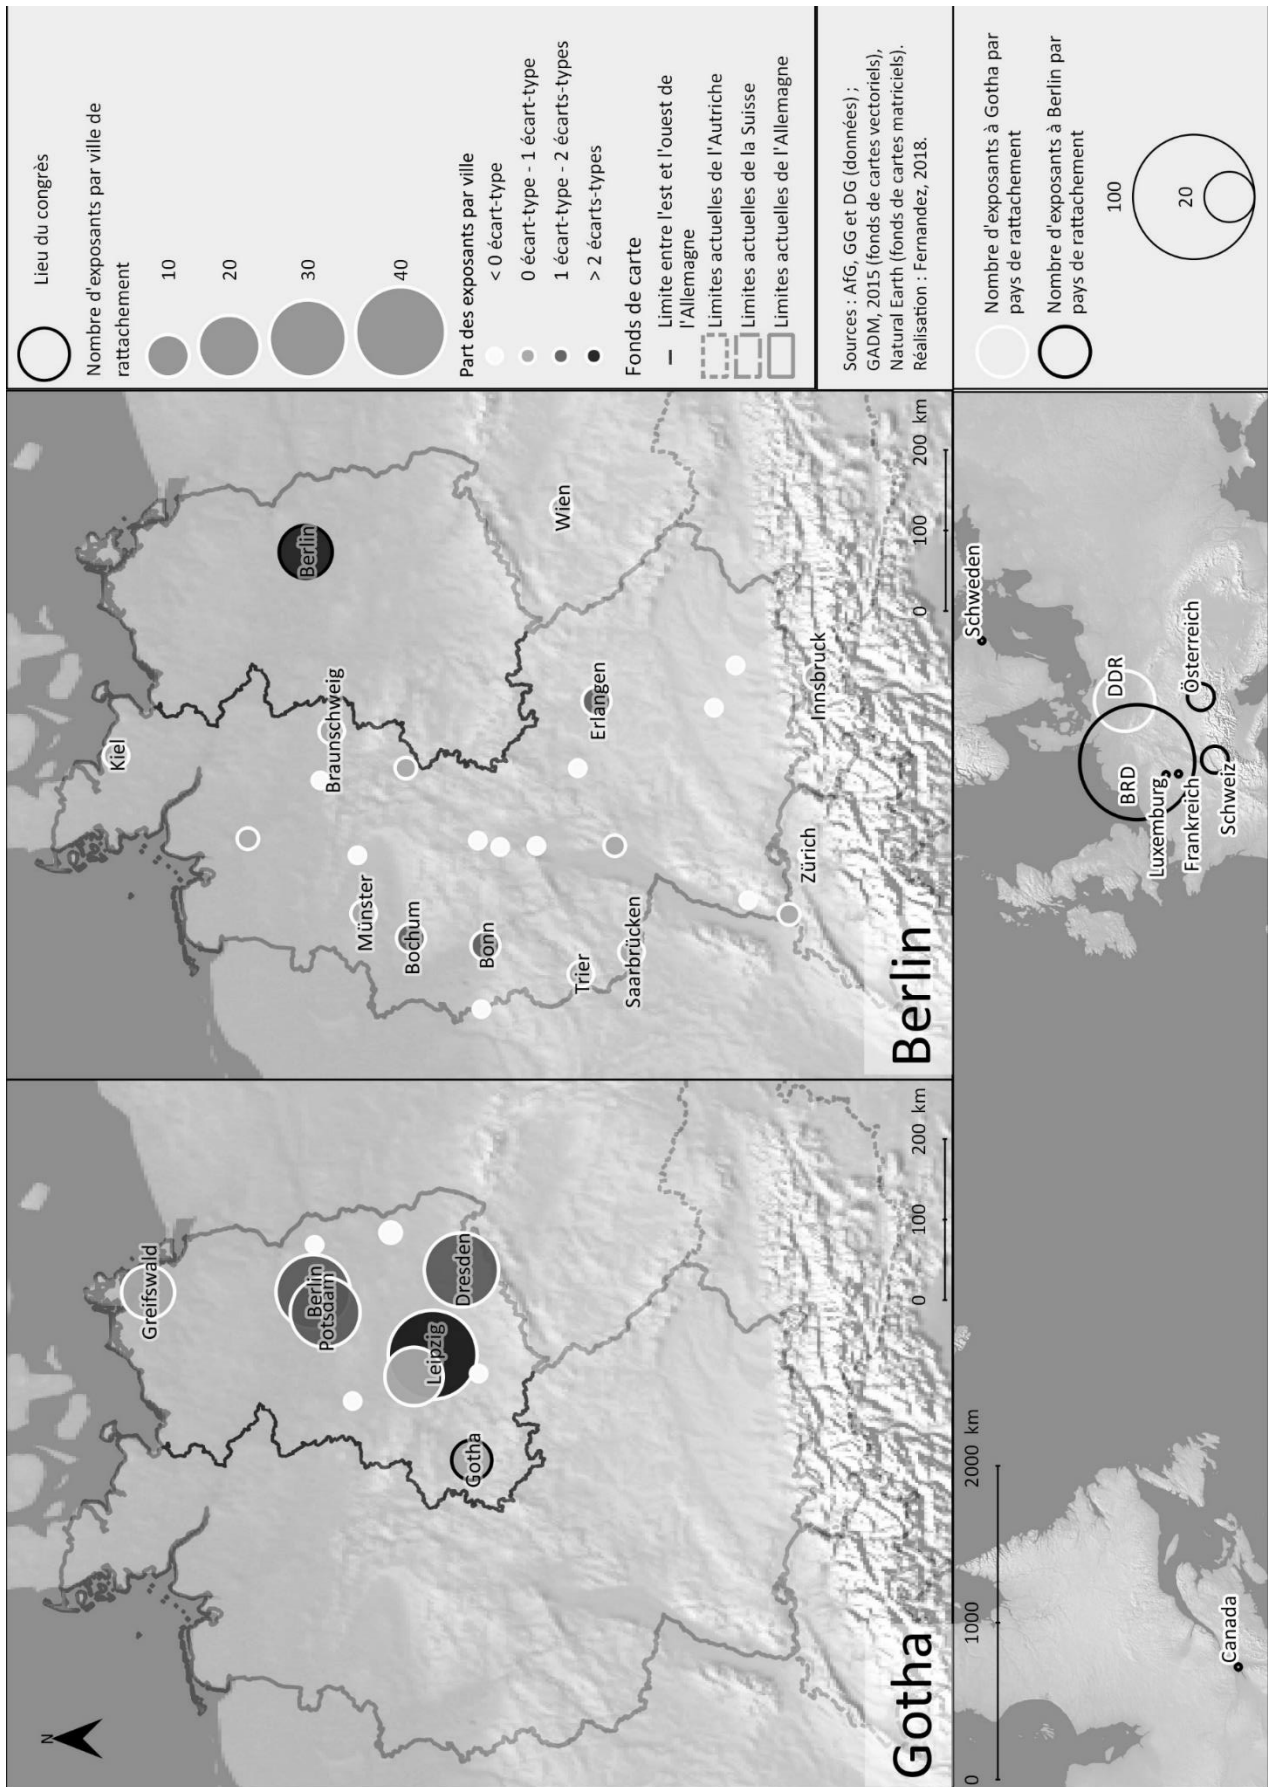 N
Gotha
Greifswald
Berlin
Potsdam
Leipzig
Dresden
Gotha
0 100 200 km
Berlin
Kiel
Braunschweig
Berlin
Münster
Bochum
Bonn
Trier
Saarbrücken
Erlangen
Wien
Zürich
Innsbruck
0 100 200 km
Lieu du congrès
Nombre d'exposants par ville de
rattachement
10
20
30
40
Part des exposants par ville
< 0 écart-type
0 écart-type - 1 écart-type
1 écart-type - 2 écarts-types
> 2 écarts-types
Fonds de carte
Limite entre l'est et l'ouest de
l'Allemagne
Limites actuelles de l'Autriche
Limites actuelles de la Suisse
Limites actuelles de l'Allemagne
Sources : AfG, GG et DG (données) ;
GADM, 2015 (fonds de cartes vectoriels),
Natural Earth (fonds de cartes matriciels).
Réalisation : Fernandez, 2018.
0 1000 2000 km
Canada
Schweden
DDR
BRD
Luxemburg
Frankreich
Österreich
Schweiz
Nombre d'exposants à Gotha par
pays de rattachement
Nombre d'exposants à Berlin par
pays de rattachement
100
20